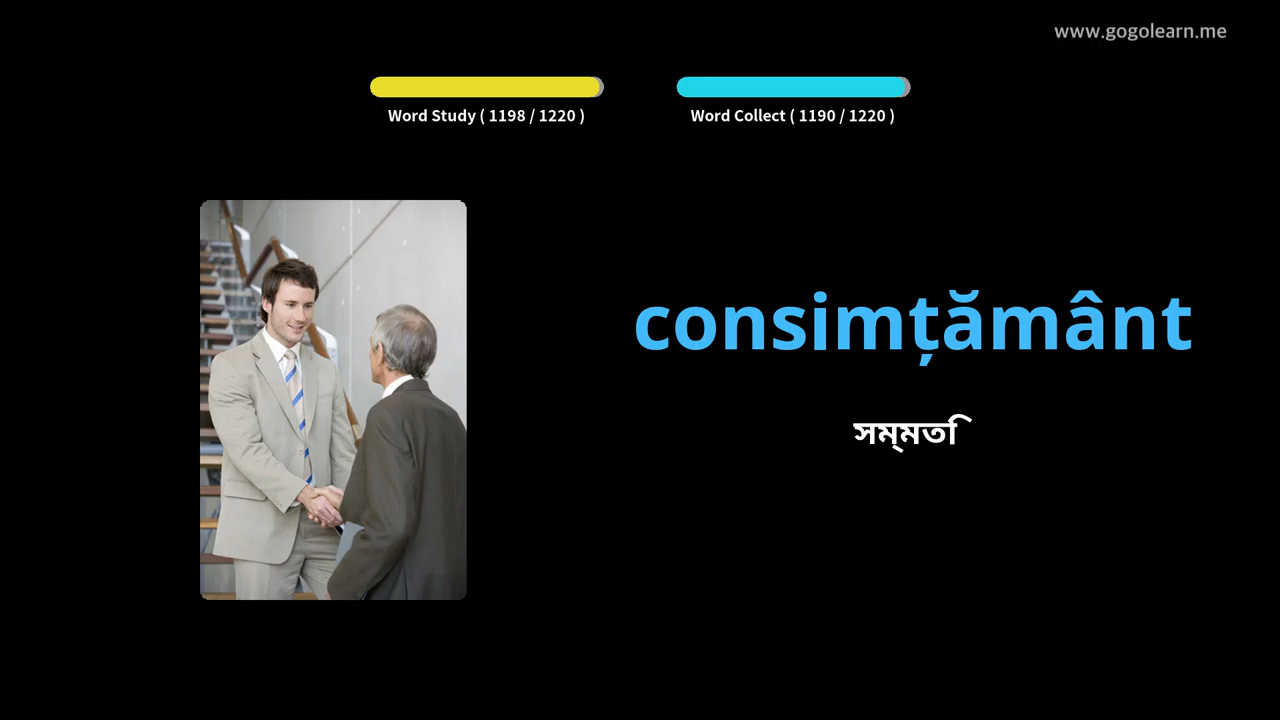 www.gogolearn.me
Word Study ( 1198 / 1220 )
Word Collect ( 1190 / 1220 )
consimțământ
সম্মতি